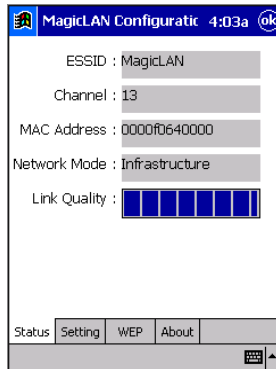 MagicLAN Configuratic 4:03a ok
ESSID : MagicLAN
Channel : 13
MAC Address : 0000f0640000
Network Mode : Infrastructure
Link Quality :
Status Setting WEP About